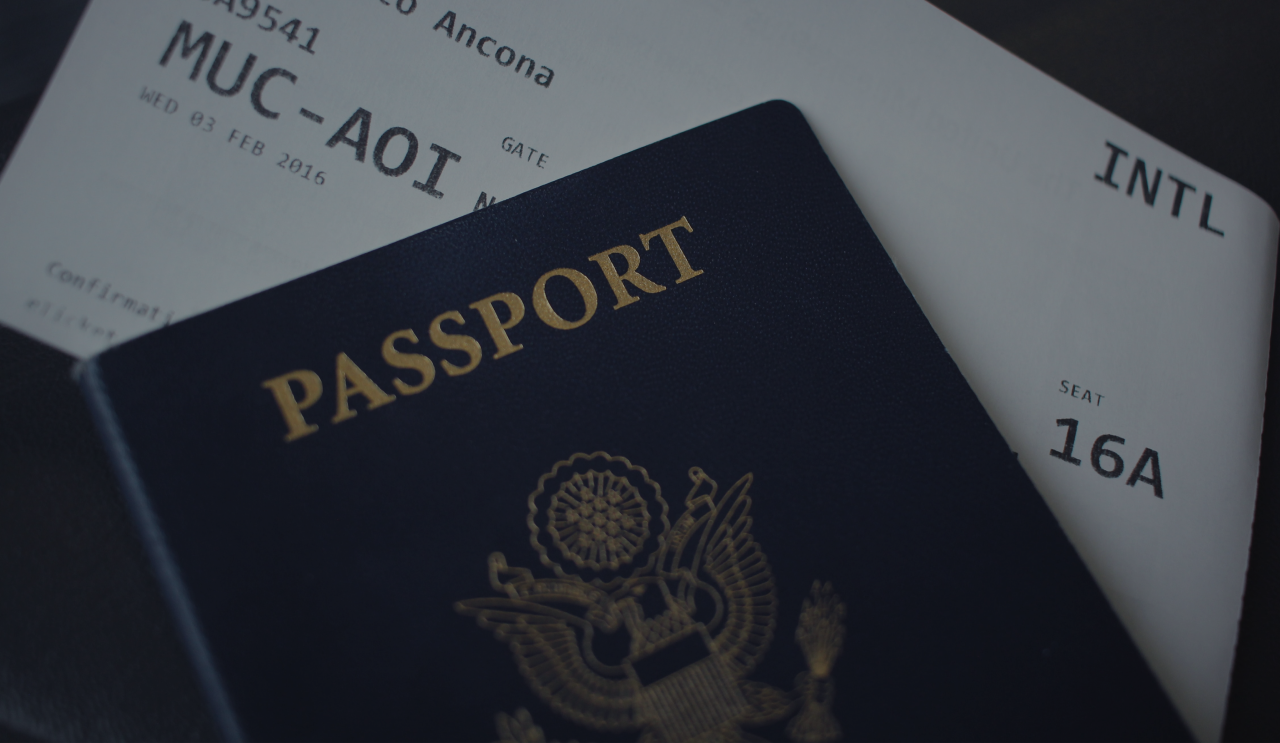 Ancona
MUC-AOI
WED 03 FEB 2016
GATE
INTL
PASSPORT
SEAT
16A